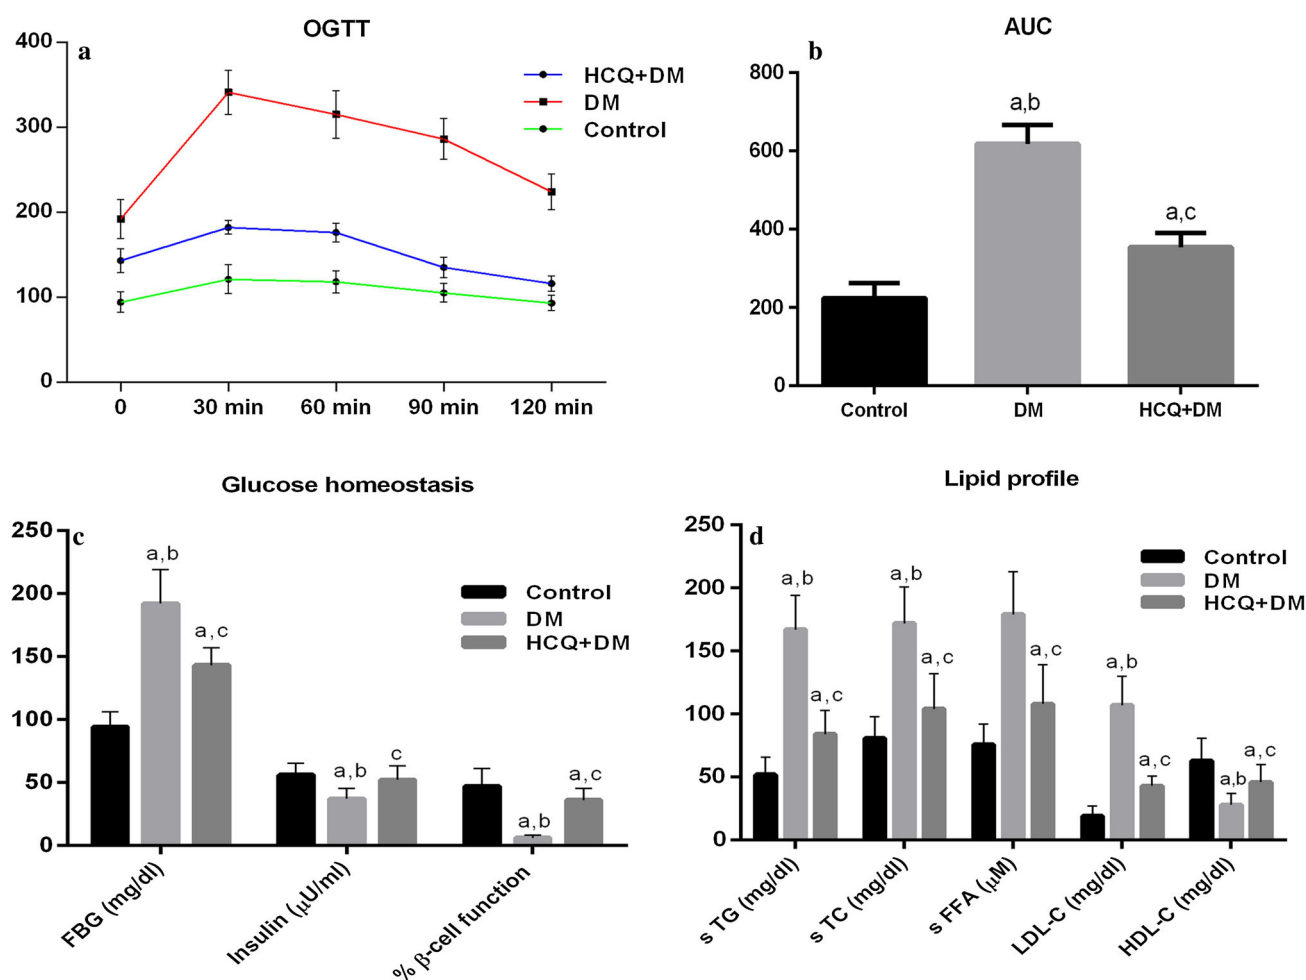 OGTT
a
400
300
200
100
0
HCQ+DM
DM
Control
0 30 min 60 min 90 min 120 min
AUC
b
800
600
400
200
0
a,b
a,c
Control DM HCQ+DM
Glucose homeostasis
c
250
200
150
100
50
0
a,b
a,c
a,b
c
a,b
a,c
Control
DM
HCQ+DM
FBG (mg/dl)
Insulin (μU/ml)
% β-cell function
Lipid profile
d
250
200
150
100
50
0
a,b
a,c
a,b
a,c
a,c
a,b
a,c
a,b
a,c
Control
DM
HCQ+DM
s TG (mg/dl)
s TC (mg/dl)
s FFA (μM)
LDL-C (mg/dl)
HDL-C (mg/dl)